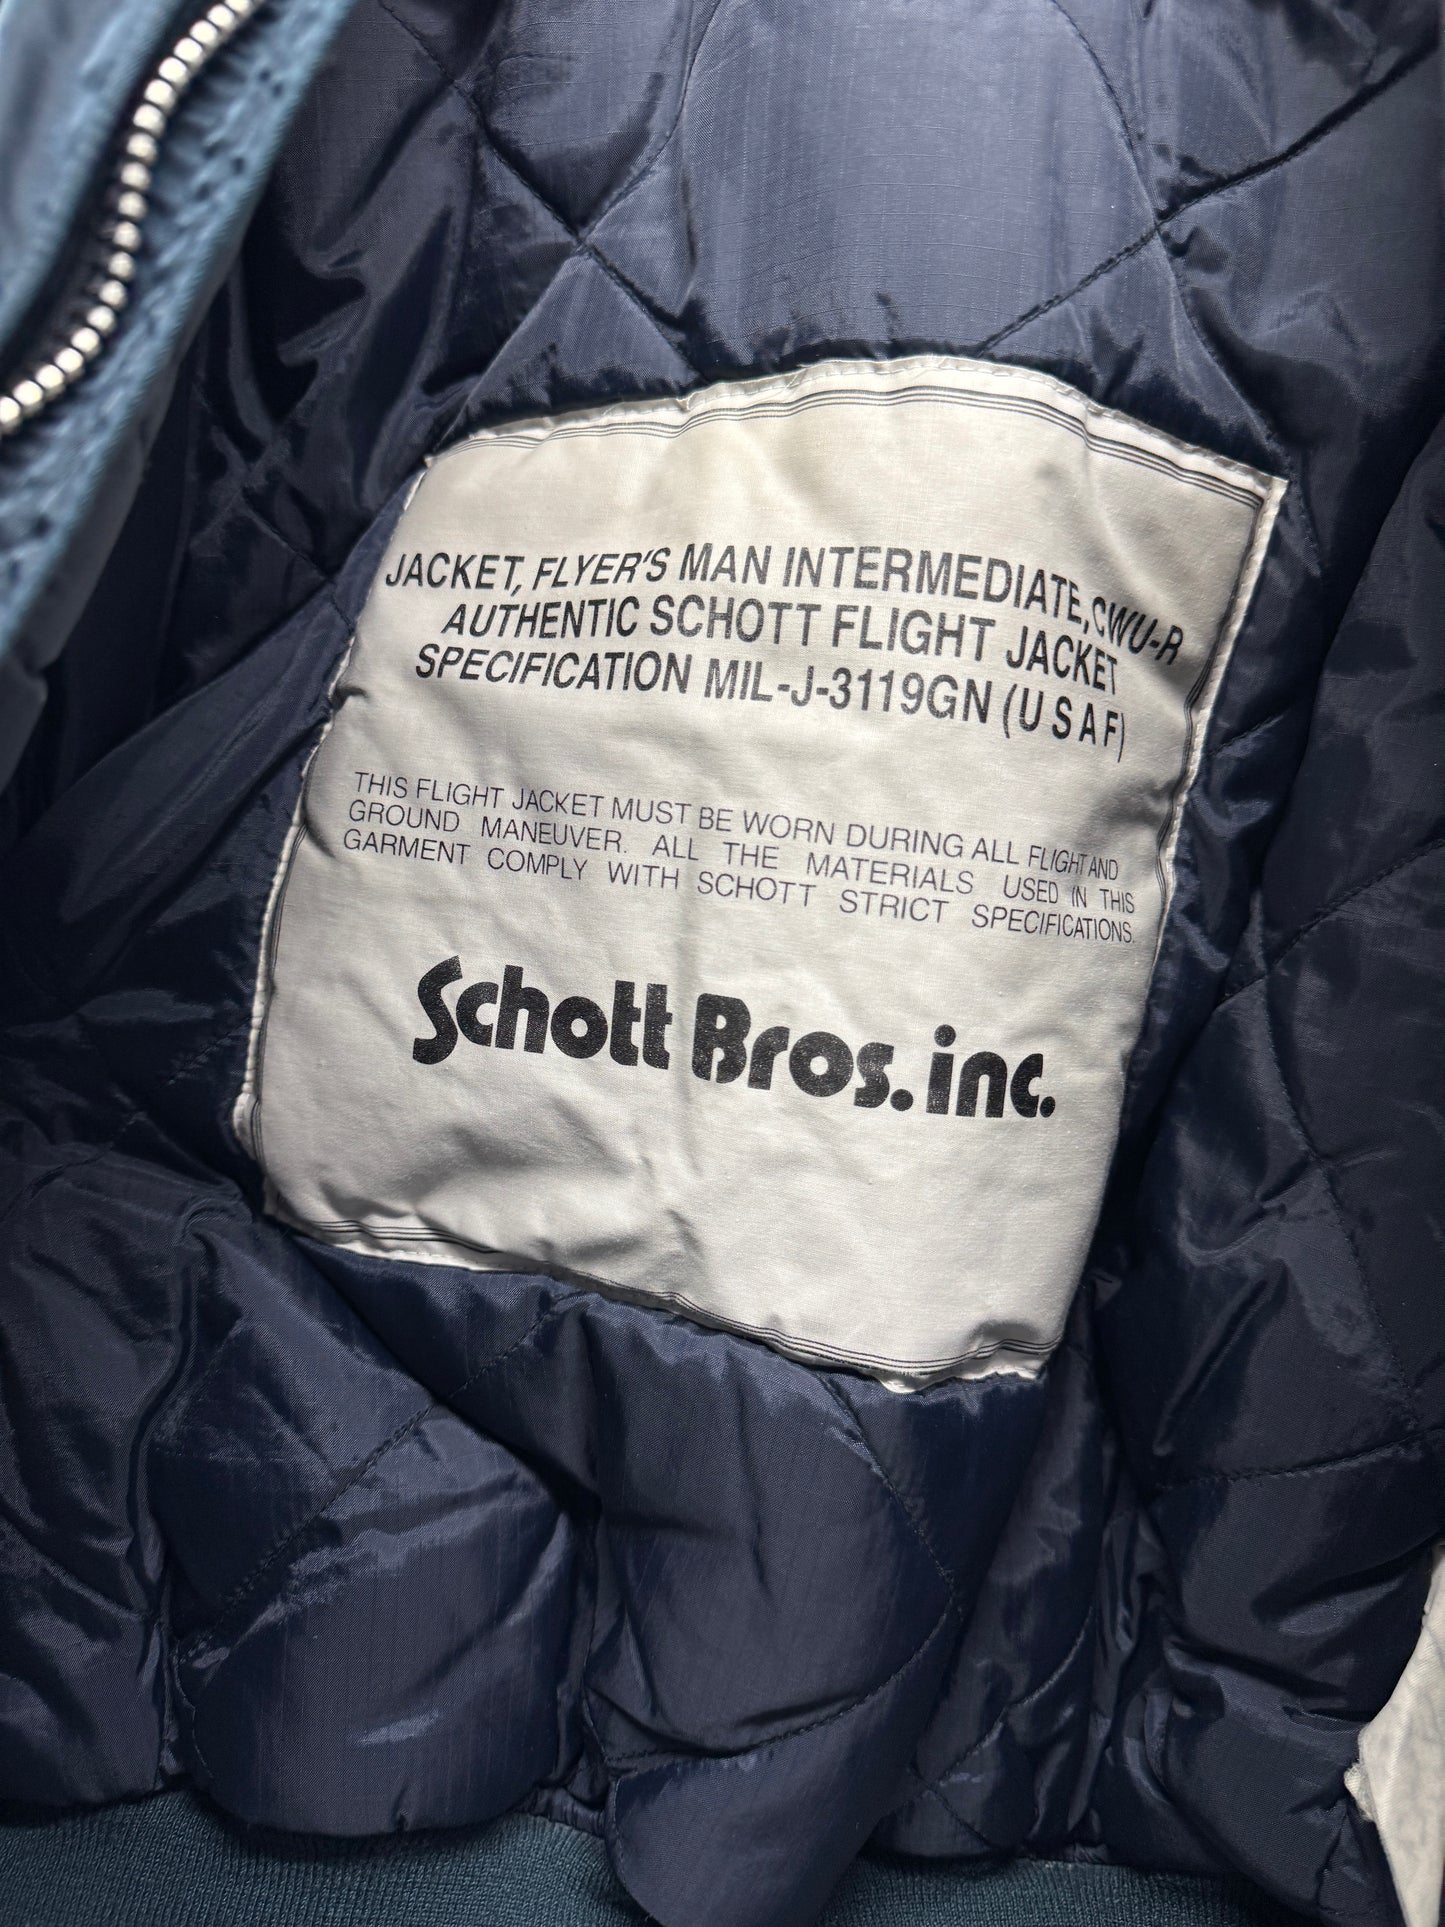 JACKET, FLYER'S MAN INTERMEDIATE, CWU-R
AUTHENTIC SCHOTT FLIGHT JACKET
SPECIFICATION MIL-J-3119GN (U S A F)
THIS FLIGHT JACKET MUST BE WORN DURING ALL FLIGHT AND
GROUND MANEUVER. ALL THE MATERIALS USED IN THIS
GARMENT COMPLY WITH SCHOTT STRICT SPECIFICATIONS.
Schott Bros. inc.